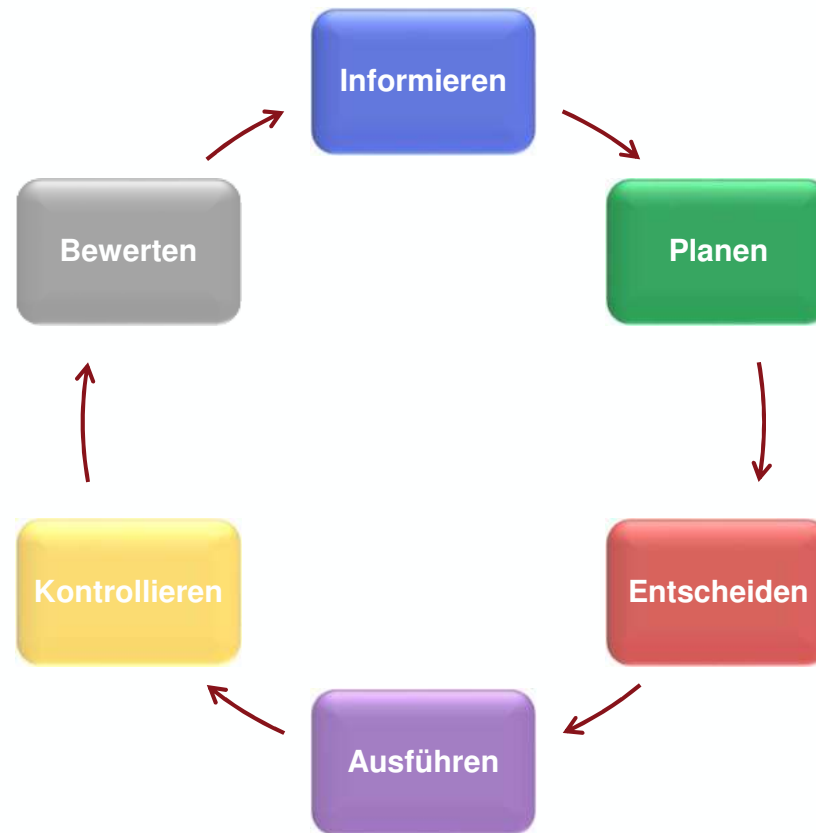 Informieren
Planen
Entscheiden
Ausführen
Kontrollieren
Bewerten